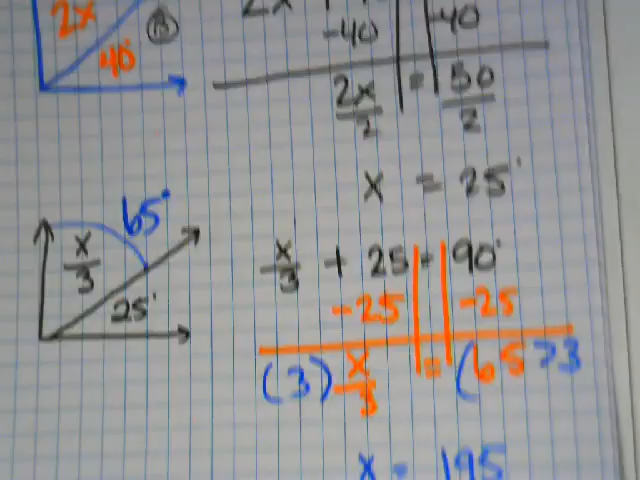 2x
B
40°
-40 -40
2x/2 = 50/2
x = 25°
65°
x/3
25°
x/3 + 25 = 90°
-25 -25
(3) x/3 = (65)3
x = 195